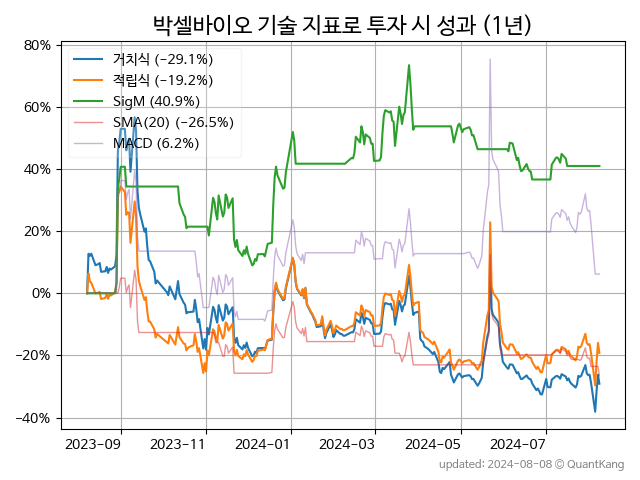 박셀바이오 기술 지표로 투자 시 성과 (1년)
80%
60%
40%
20%
0%
−20%
−40%
거치식 (−29.1%)
적립식 (−19.2%)
SigM (40.9%)
SMA(20) (−26.5%)
MACD (6.2%)
2023-09 2023-11 2024-01 2024-03 2024-05 2024-07
updated: 2024-08-08 © QuantKang